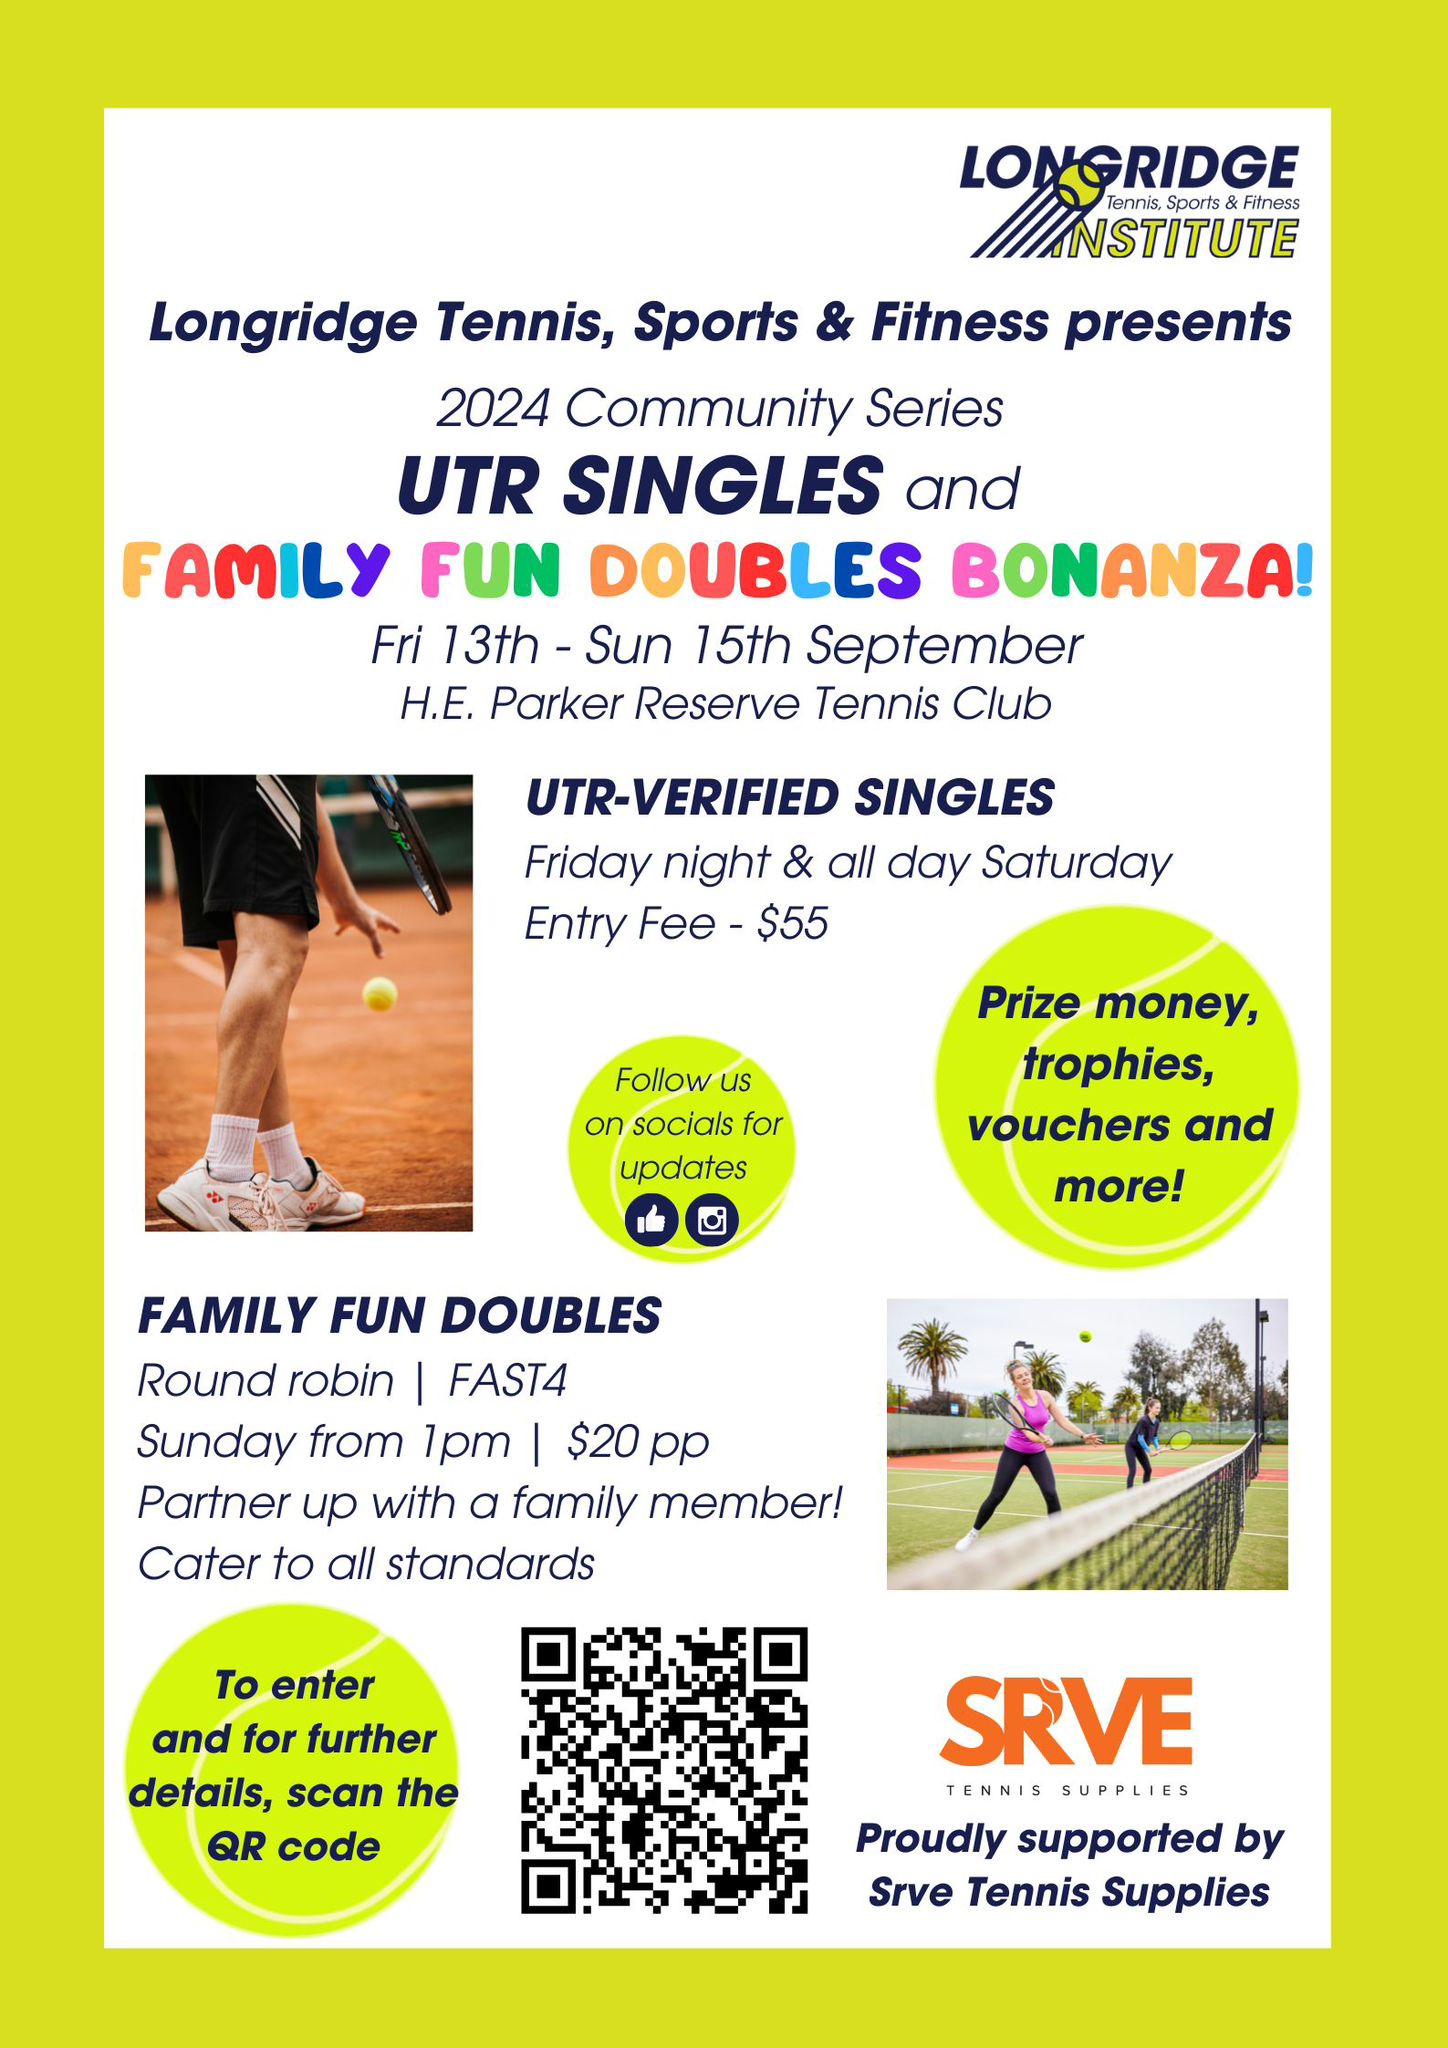 LONGRIDGE
Tennis, Sports & Fitness
INSTITUTE
Longridge Tennis, Sports & Fitness presents
2024 Community Series
UTR SINGLES and
FAMILY FUN DOUBLES BONANZA!
Fri 13th - Sun 15th September
H.E. Parker Reserve Tennis Club
UTR-VERIFIED SINGLES
Friday night & all day Saturday
Entry Fee - $55
Prize money,
trophies,
vouchers and
more!
Follow us
on socials for
updates
FAMILY FUN DOUBLES
Round robin | FAST4
Sunday from 1pm | $20 pp
Partner up with a family member!
Cater to all standards
To enter
and for further
details, scan the
QR code
SRVE
TENNIS SUPPLIES
Proudly supported by
Srve Tennis Supplies